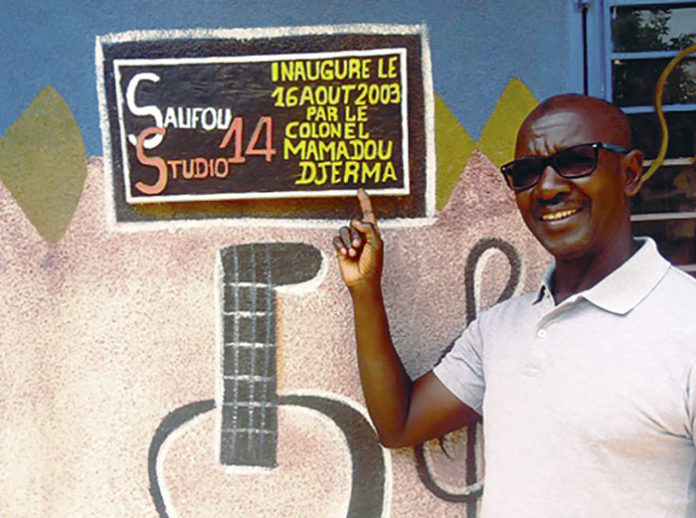 SALIFOU
STUDIO 14
INAUGURE LE
16 AOUT 2003
PAR LE
COLONEL
MAMADOU
DJERMA